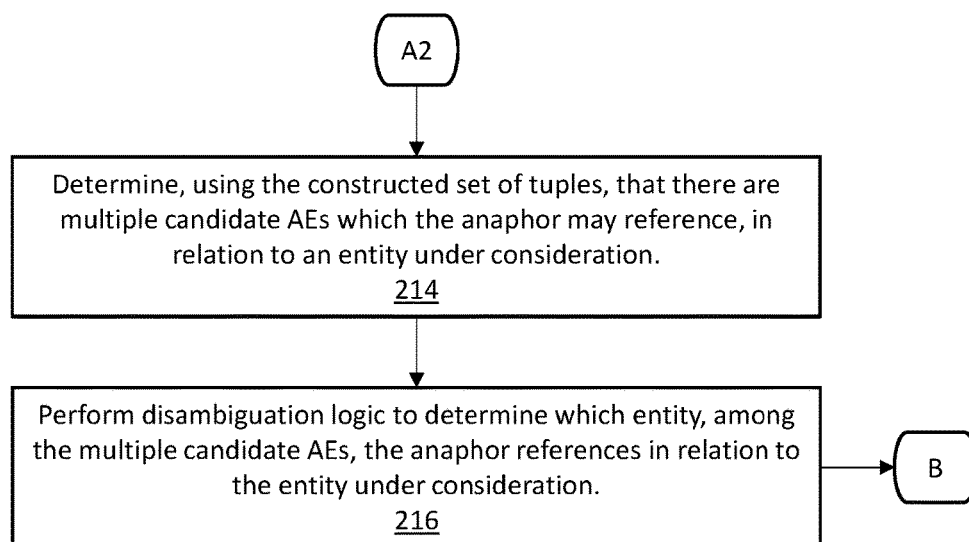 A2
Determine, using the constructed set of tuples, that there are
multiple candidate AEs which the anaphor may reference, in
relation to an entity under consideration.
214
Perform disambiguation logic to determine which entity, among
the multiple candidate AEs, the anaphor references in relation to
the entity under consideration.
216
B